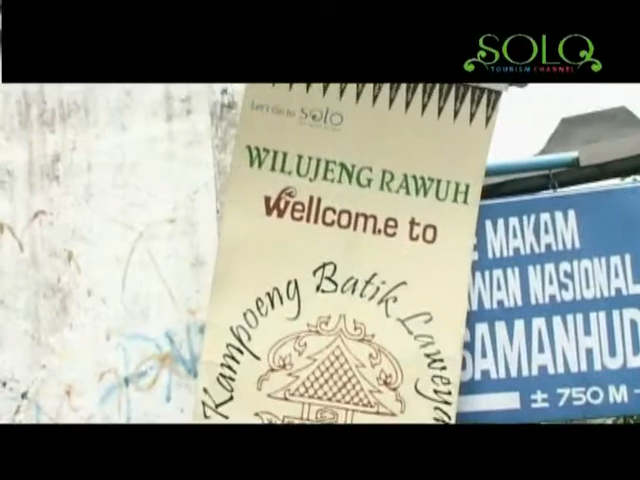 SOLO
TOURISM CHANNEL
Let's Go to SOLO
WILUJENG RAWUH
Wellcom.e to
Kampoeng Batik Laweya
MAKAM
WAN NASIONAL
SAMANHUD
± 750 M